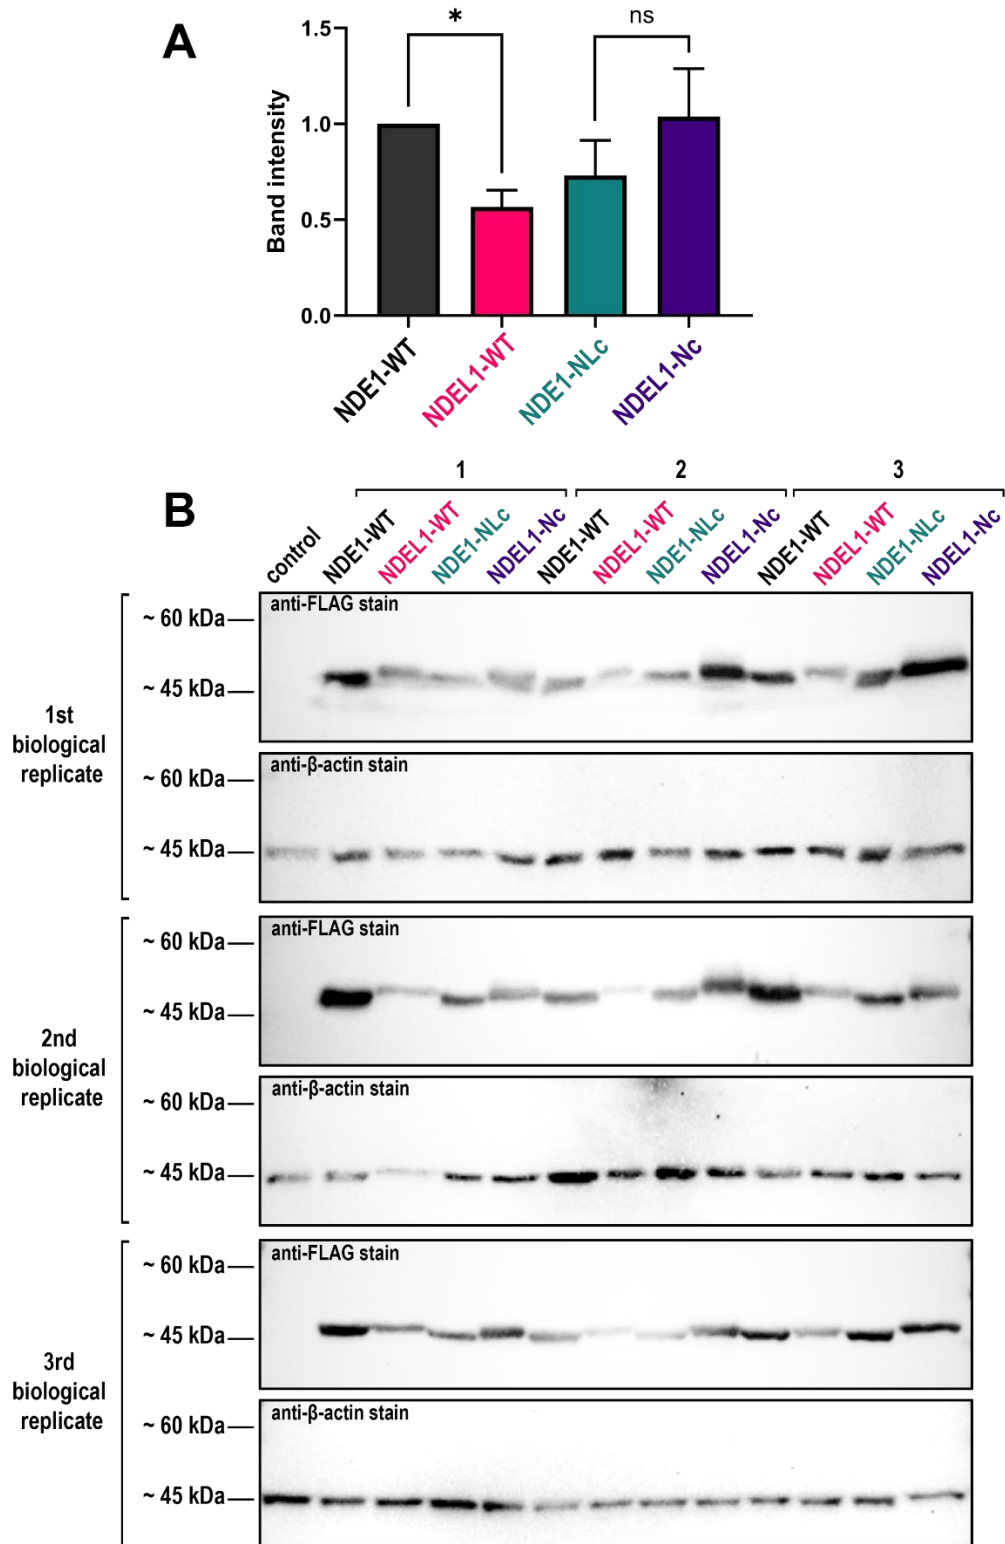 A
*
ns
1.5
1.0
0.5
0.0
Band intensity
NDE1-WT
NDEL1-WT
NDE1-NLc
NDEL1-Nc
B
1
2
3
control
NDE1-WT
NDEL1-WT
NDE1-NLc
NDEL1-Nc
NDE1-WT
NDEL1-WT
NDE1-NLc
NDEL1-Nc
NDE1-WT
NDEL1-WT
NDE1-NLc
NDEL1-Nc
1st
biological
replicate
anti-FLAG stain
~ 60 kDa
~ 45 kDa
anti-β-actin stain
~ 60 kDa
~ 45 kDa
2nd
biological
replicate
anti-FLAG stain
~ 60 kDa
~ 45 kDa
anti-β-actin stain
~ 60 kDa
~ 45 kDa
3rd
biological
replicate
anti-FLAG stain
~ 60 kDa
~ 45 kDa
anti-β-actin stain
~ 60 kDa
~ 45 kDa